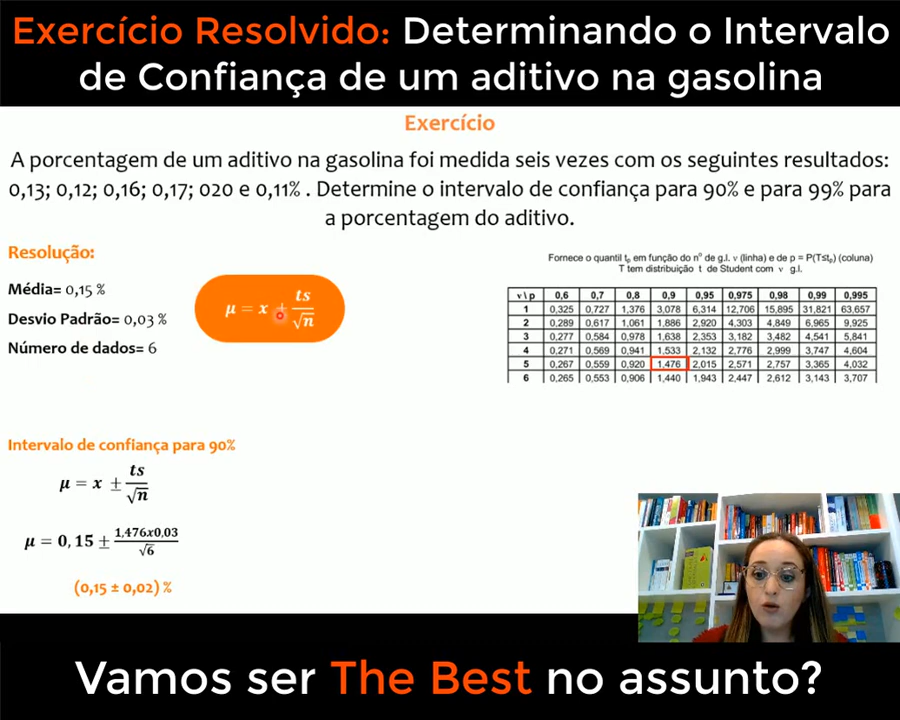 Exercício Resolvido: Determinando o Intervalo
de Confiança de um aditivo na gasolina
Exercício
A porcentagem de um aditivo na gasolina foi medida seis vezes com os seguintes resultados:
0,13; 0,12; 0,16; 0,17; 020 e 0,11% . Determine o intervalo de confiança para 90% e para 99% para
a porcentagem do aditivo.
Resolução:
Média= 0,15 %
Desvio Padrão= 0,03 %
Número de dados= 6
μ = x ± ts/√n
Fornece o quantil tp em função do nº de g.l. ν (linha) e de p = P(T≤tp) (coluna)
T tem distribuição t de Student com ν g.l.
ν \ p 0,6 0,7 0,8 0,9 0,95 0,975 0,98 0,99 0,995
1 0,325 0,727 1,376 3,078 6,314 12,706 15,895 31,821 63,657
2 0,289 0,617 1,061 1,886 2,920 4,303 4,849 6,965 9,925
3 0,277 0,584 0,978 1,638 2,353 3,182 3,482 4,541 5,841
4 0,271 0,569 0,941 1,533 2,132 2,776 2,999 3,747 4,604
5 0,267 0,559 0,920 1,476 2,015 2,571 2,757 3,365 4,032
6 0,265 0,553 0,906 1,440 1,943 2,447 2,612 3,143 3,707
Intervalo de confiança para 90%
μ = x ± ts/√n
μ = 0, 15 ± 1,476x0,03/√6
(0,15 ± 0,02) %
Vamos ser The Best no assunto?